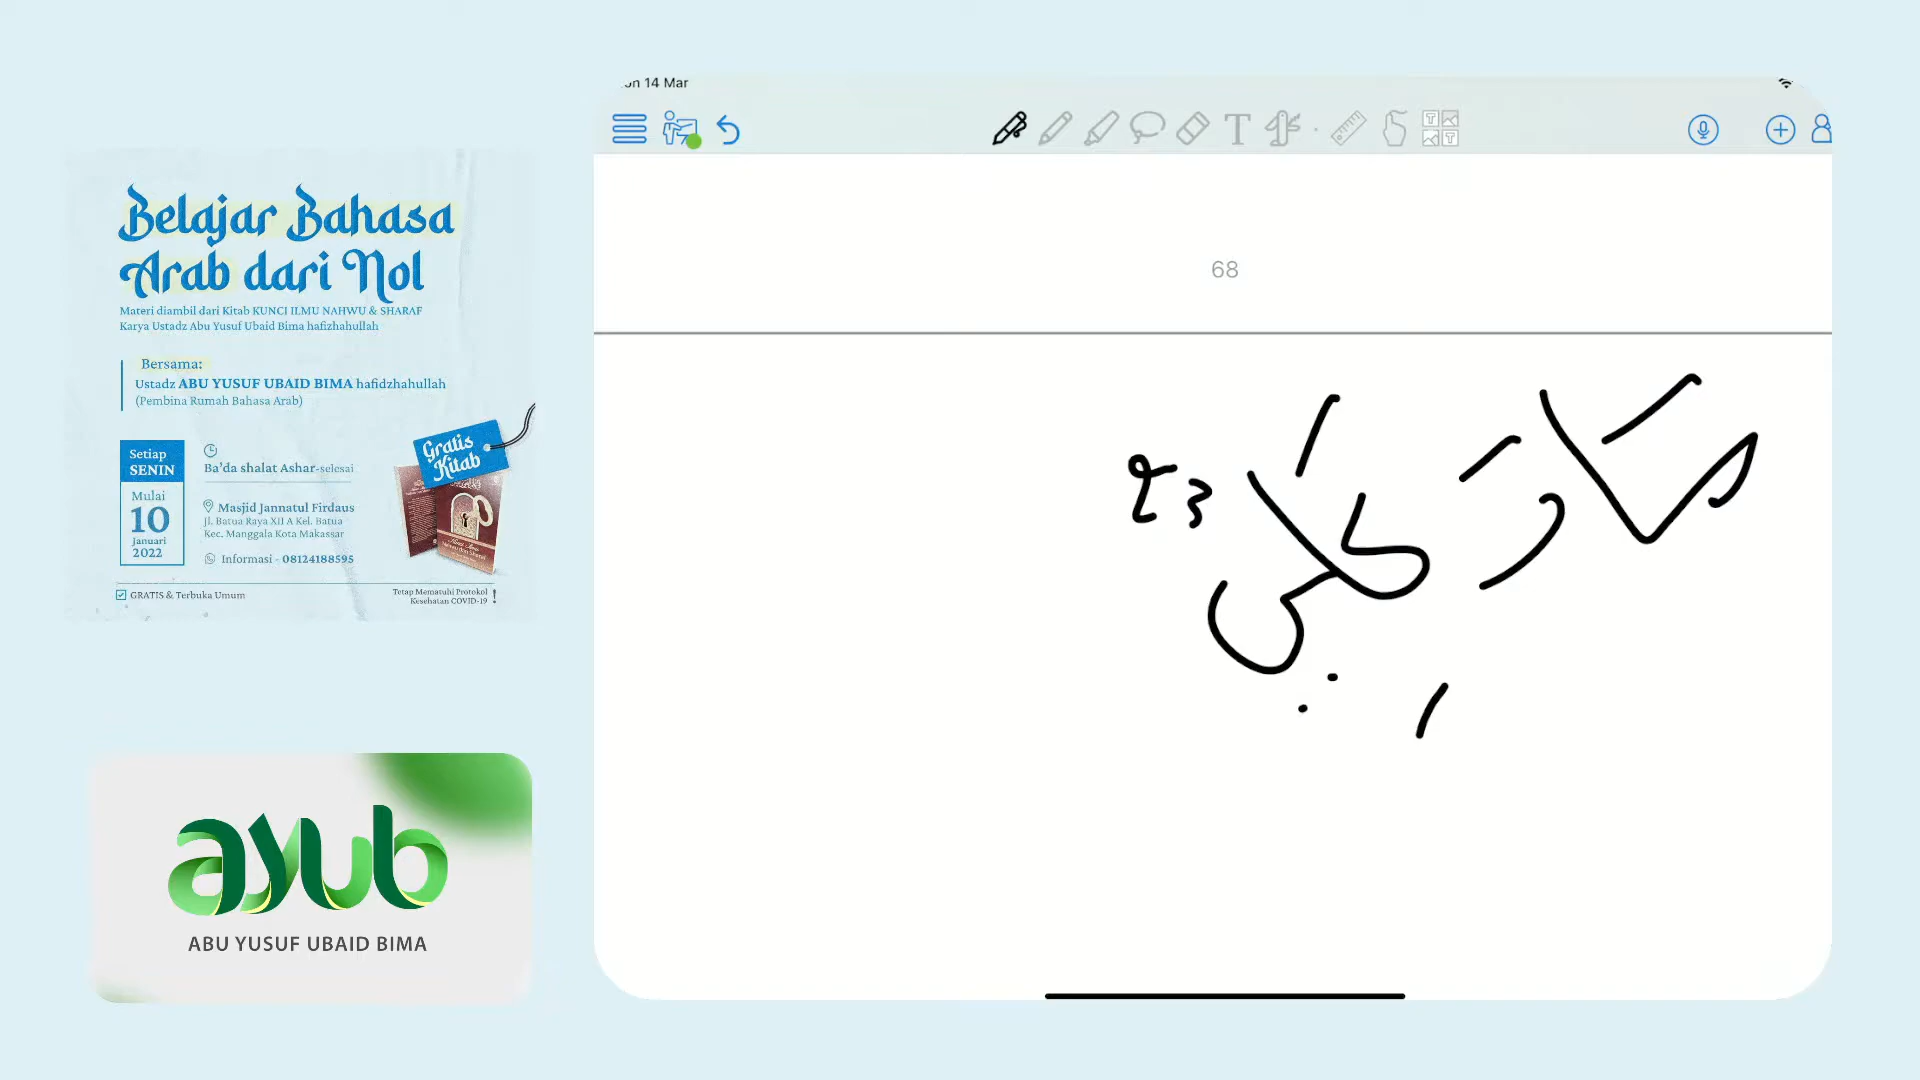 Belajar Bahasa
Arab dari Nol
Materi diambil dari Kitab KUNCI ILMU NAHWU & SHARAF
Karya Ustadz Abu Yusuf Ubaid Bima hafizhahullah
Bersama:
Ustadz ABU YUSUF UBAID BIMA hafidzhahullah
(Pembina Rumah Bahasa Arab)
Gratis
Kitab
Setiap
SENIN
Mulai
10
Januari
2022
Ba'da shalat Ashar-selesai
Masjid Jannatul Firdaus
Jl. Batua Raya XII A Kel. Batua
Kec. Manggala Kota Makassar
Informasi - 08124188595
GRATIS & Terbuka Umum
Tetap Mematuhi Protokol
Kesehatan COVID-19 !
ayub
ABU YUSUF UBAID BIMA
on 14 Mar
T
68